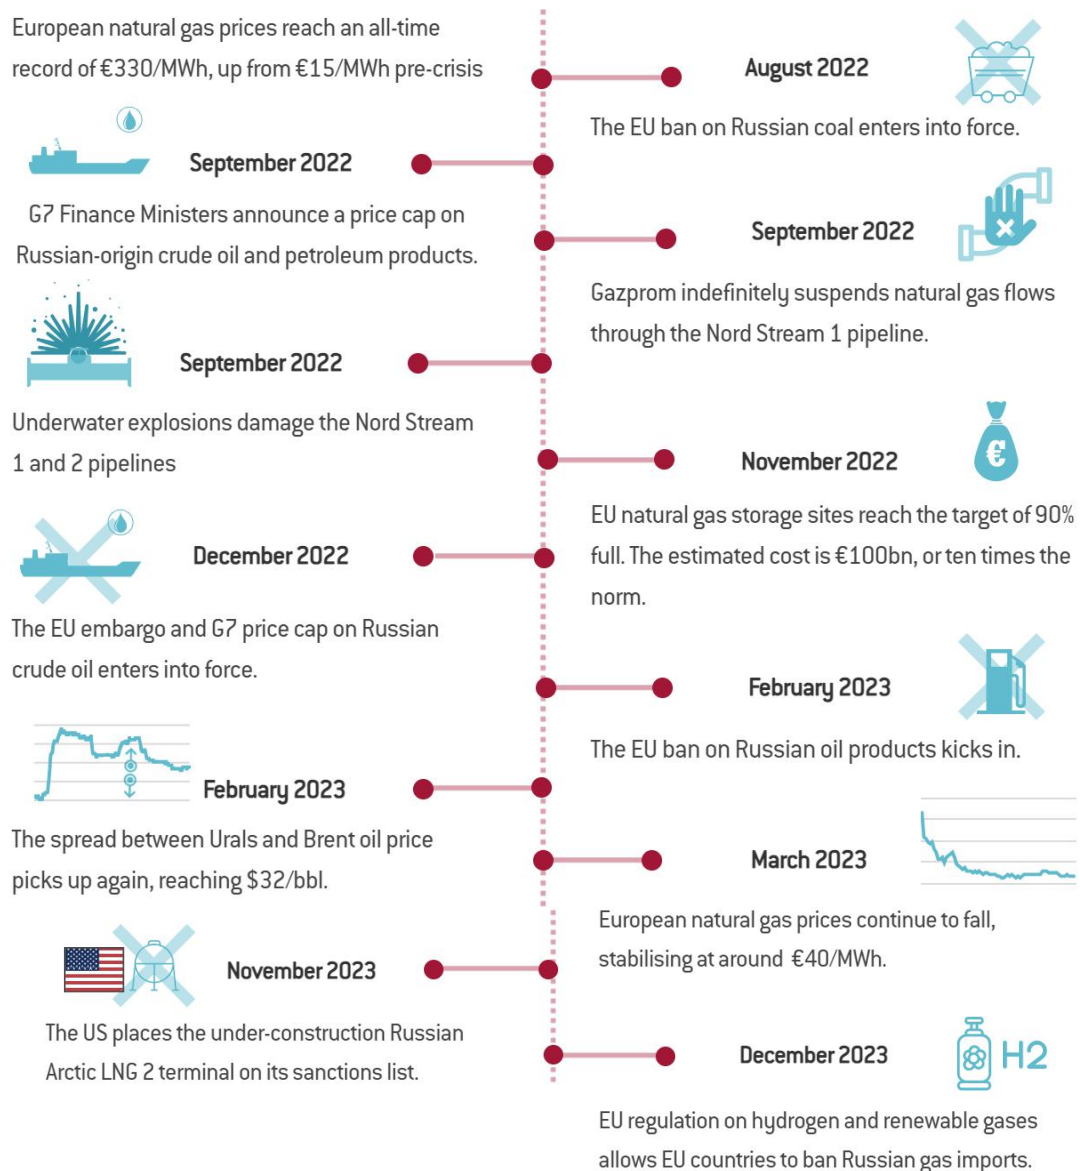 European natural gas prices reach an all-time
record of €330/MWh, up from €15/MWh pre-crisis
August 2022
The EU ban on Russian coal enters into force.
September 2022
G7 Finance Ministers announce a price cap on
Russian-origin crude oil and petroleum products.
September 2022
Gazprom indefinitely suspends natural gas flows
through the Nord Stream 1 pipeline.
September 2022
Underwater explosions damage the Nord Stream
1 and 2 pipelines
€
November 2022
EU natural gas storage sites reach the target of 90%
full. The estimated cost is €100bn, or ten times the
norm.
December 2022
The EU embargo and G7 price cap on Russian
crude oil enters into force.
February 2023
The EU ban on Russian oil products kicks in.
February 2023
The spread between Urals and Brent oil price
picks up again, reaching $32/bbl.
March 2023
European natural gas prices continue to fall,
stabilising at around €40/MWh.
November 2023
The US places the under-construction Russian
Arctic LNG 2 terminal on its sanctions list.
December 2023
H2
EU regulation on hydrogen and renewable gases
allows EU countries to ban Russian gas imports.